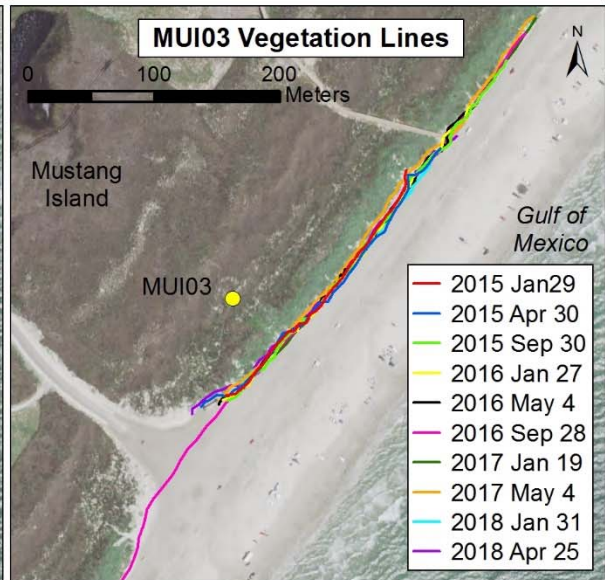 MUI03 Vegetation Lines
0 100 200
Meters
N
Mustang
Island
Gulf of
Mexico
MUI03
2015 Jan29
2015 Apr 30
2015 Sep 30
2016 Jan 27
2016 May 4
2016 Sep 28
2017 Jan 19
2017 May 4
2018 Jan 31
2018 Apr 25